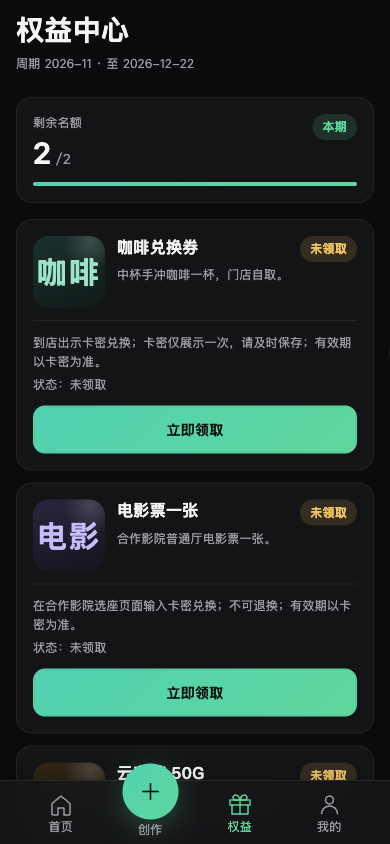 权益中心
周期 2026-11 · 至 2026-12-22
剩余名额
本期
2 /2
咖啡
咖啡兑换券
未领取
中杯手冲咖啡一杯，门店自取。
到店出示卡密兑换；卡密仅展示一次，请及时保存；有效期
以卡密为准。
状态：未领取
立即领取
电影
电影票一张
未领取
合作影院普通厅电影票一张。
在合作影院选座页面输入卡密兑换；不可退换；有效期以卡
密为准。
状态：未领取
立即领取
云 50G
未领取
首页
创作
权益
我的